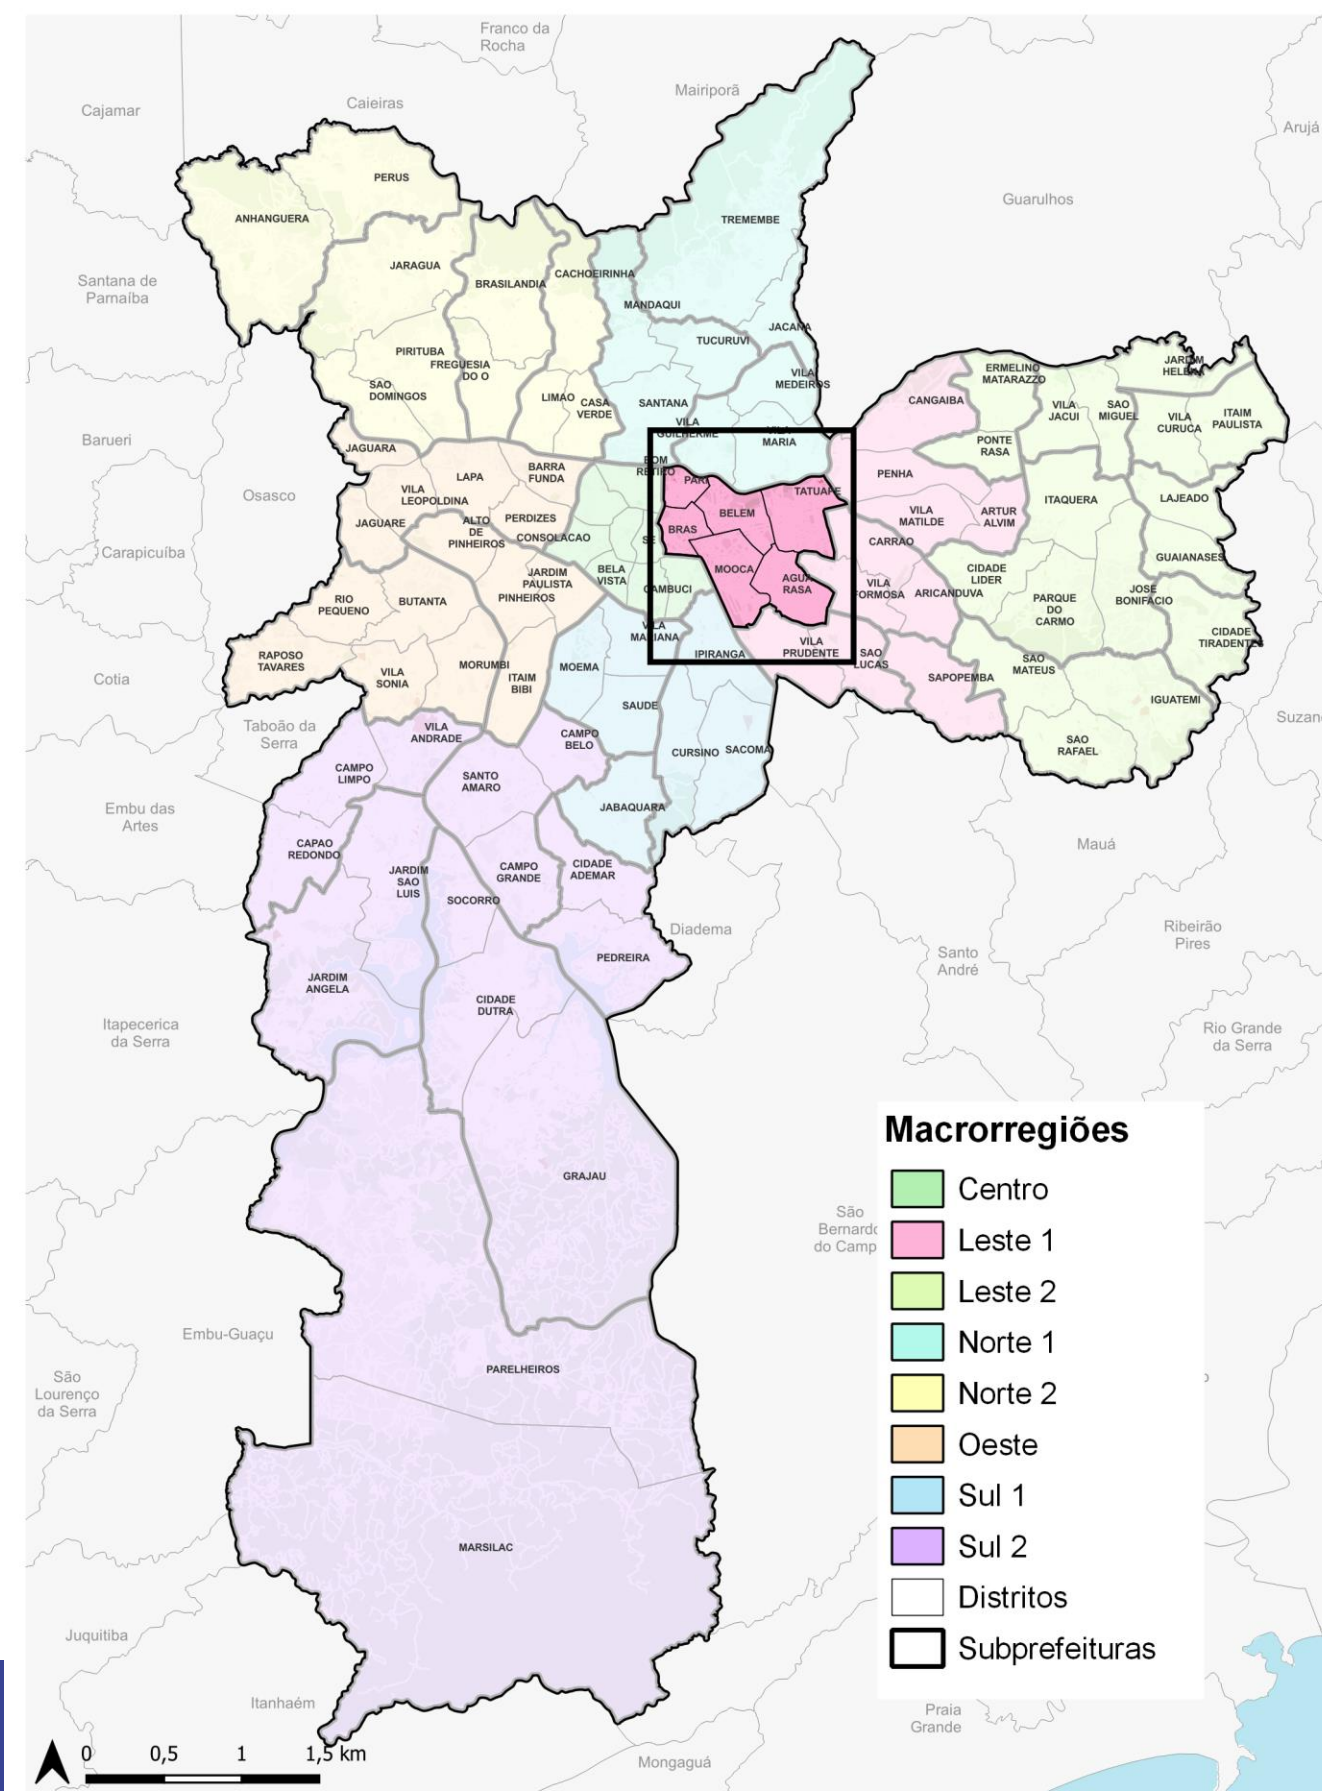 Franco da
Rocha
Mairiporã
Caieiras
Cajamar
Arujá
PERUS
Guarulhos
ANHANGUERA
TREMEMBE
JARAGUA
Santana de
Parnaíba
BRASILANDIA
CACHOEIRINHA
MANDAQUI
JACANA
TUCURUVI
PIRITUBA
FREGUESIA
DO O
SAO
DOMINGOS
VILA
MEDEIROS
ERMELINO
MATARAZZO
JARDIM
HELENA
CANGAIBA
LIMAO
CASA
VERDE
SANTANA
VILA
JACUI
SAO
MIGUEL
VILA
CURUCA
ITAIM
PAULISTA
VILA
GUILHERME
VILA
MARIA
Barueri
JAGUARA
PONTE
RASA
LAPA
BARRA
FUNDA
BOM
RETIRO
PARI
TATUAPE
PENHA
Osasco
VILA
LEOPOLDINA
ITAQUERA
LAJEADO
JAGUARE
ALTO
DE
PINHEIROS
PERDIZES
CONSOLACAO
SE
BRAS
BELEM
VILA
MATILDE
ARTUR
ALVIM
CARRAO
Carapicuíba
GUAIANASES
BELA
VISTA
JARDIM
PAULISTA
PINHEIROS
CAMBUCI
MOOCA
AGUA
RASA
VILA
FORMOSA
ARICANDUVA
CIDADE
LIDER
PARQUE
DO
CARMO
JOSE
BONIFACIO
RIO
PEQUENO
BUTANTA
VILA
MARIANA
IPIRANGA
VILA
PRUDENTE
SAO
LUCAS
CIDADE
TIRADENTES
RAPOSO
TAVARES
VILA
SONIA
MORUMBI
ITAIM
BIBI
MOEMA
SAPOPEMBA
SAO
MATEUS
IGUATEMI
Cotia
SAUDE
Suzano
Taboão da
Serra
VILA
ANDRADE
CAMPO
BELO
CURSINO
SACOMA
SAO
RAFAEL
CAMPO
LIMPO
SANTO
AMARO
JABAQUARA
Embu das
Artes
Mauá
CAPAO
REDONDO
JARDIM
SAO
LUIS
CAMPO
GRANDE
CIDADE
ADEMAR
SOCORRO
Diadema
Ribeirão
Pires
Santo
André
PEDREIRA
JARDIM
ANGELA
CIDADE
DUTRA
Itapecerica
da Serra
Rio Grande
da Serra
GRAJAU
São
Bernardo
do Camp
Embu-Guaçu
PARELHEIROS
São
Lourenço
da Serra
MARSILAC
Juquitiba
Itanhaém
Praia
Grande
Mongaguá
Macrorregiões
Centro
Leste 1
Leste 2
Norte 1
Norte 2
Oeste
Sul 1
Sul 2
Distritos
Subprefeituras
0 0,5 1 1,5 km